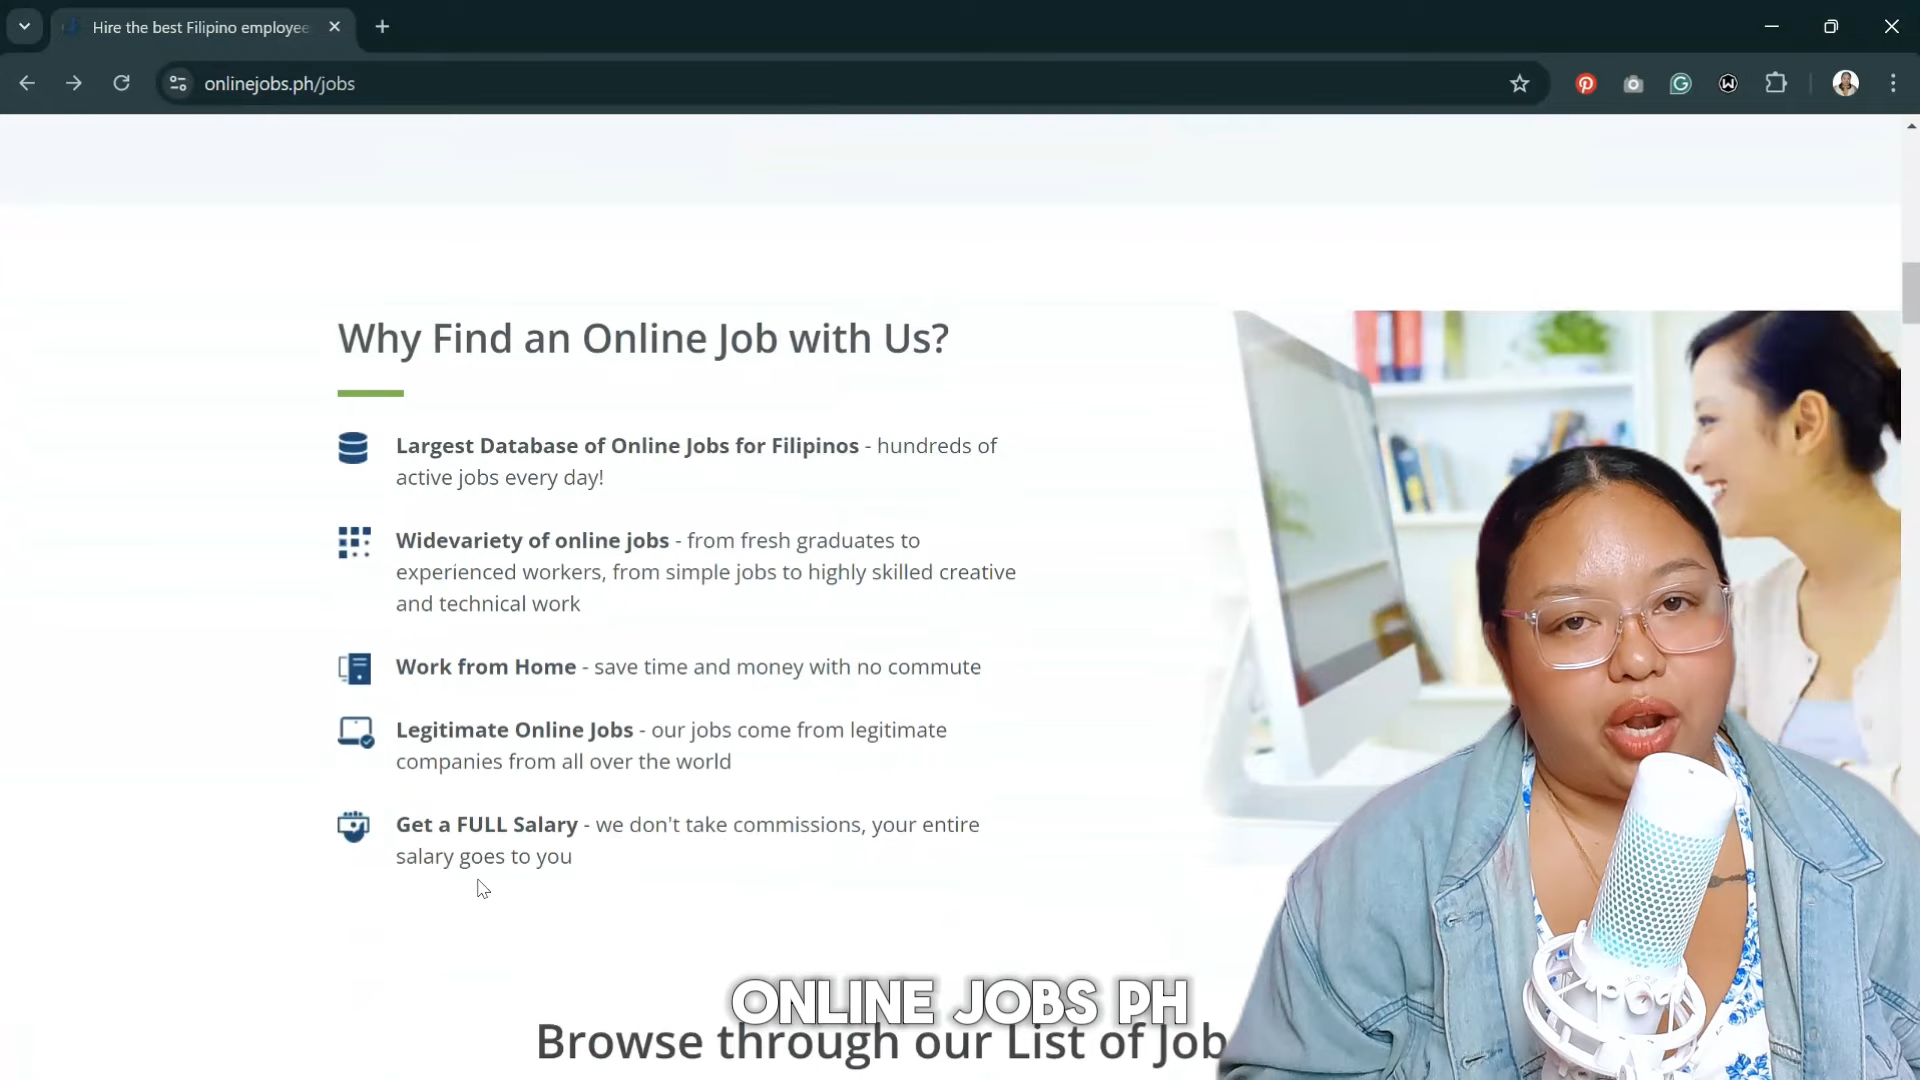 Hire the best Filipino employee
onlinejobs.ph/jobs
Why Find an Online Job with Us?
Largest Database of Online Jobs for Filipinos - hundreds of
active jobs every day!
Widevariety of online jobs - from fresh graduates to
experienced workers, from simple jobs to highly skilled creative
and technical work
Work from Home - save time and money with no commute
Legitimate Online Jobs - our jobs come from legitimate
companies from all over the world
Get a FULL Salary - we don't take commissions, your entire
salary goes to you
ONLINE JOBS PH
Browse through our List of Job